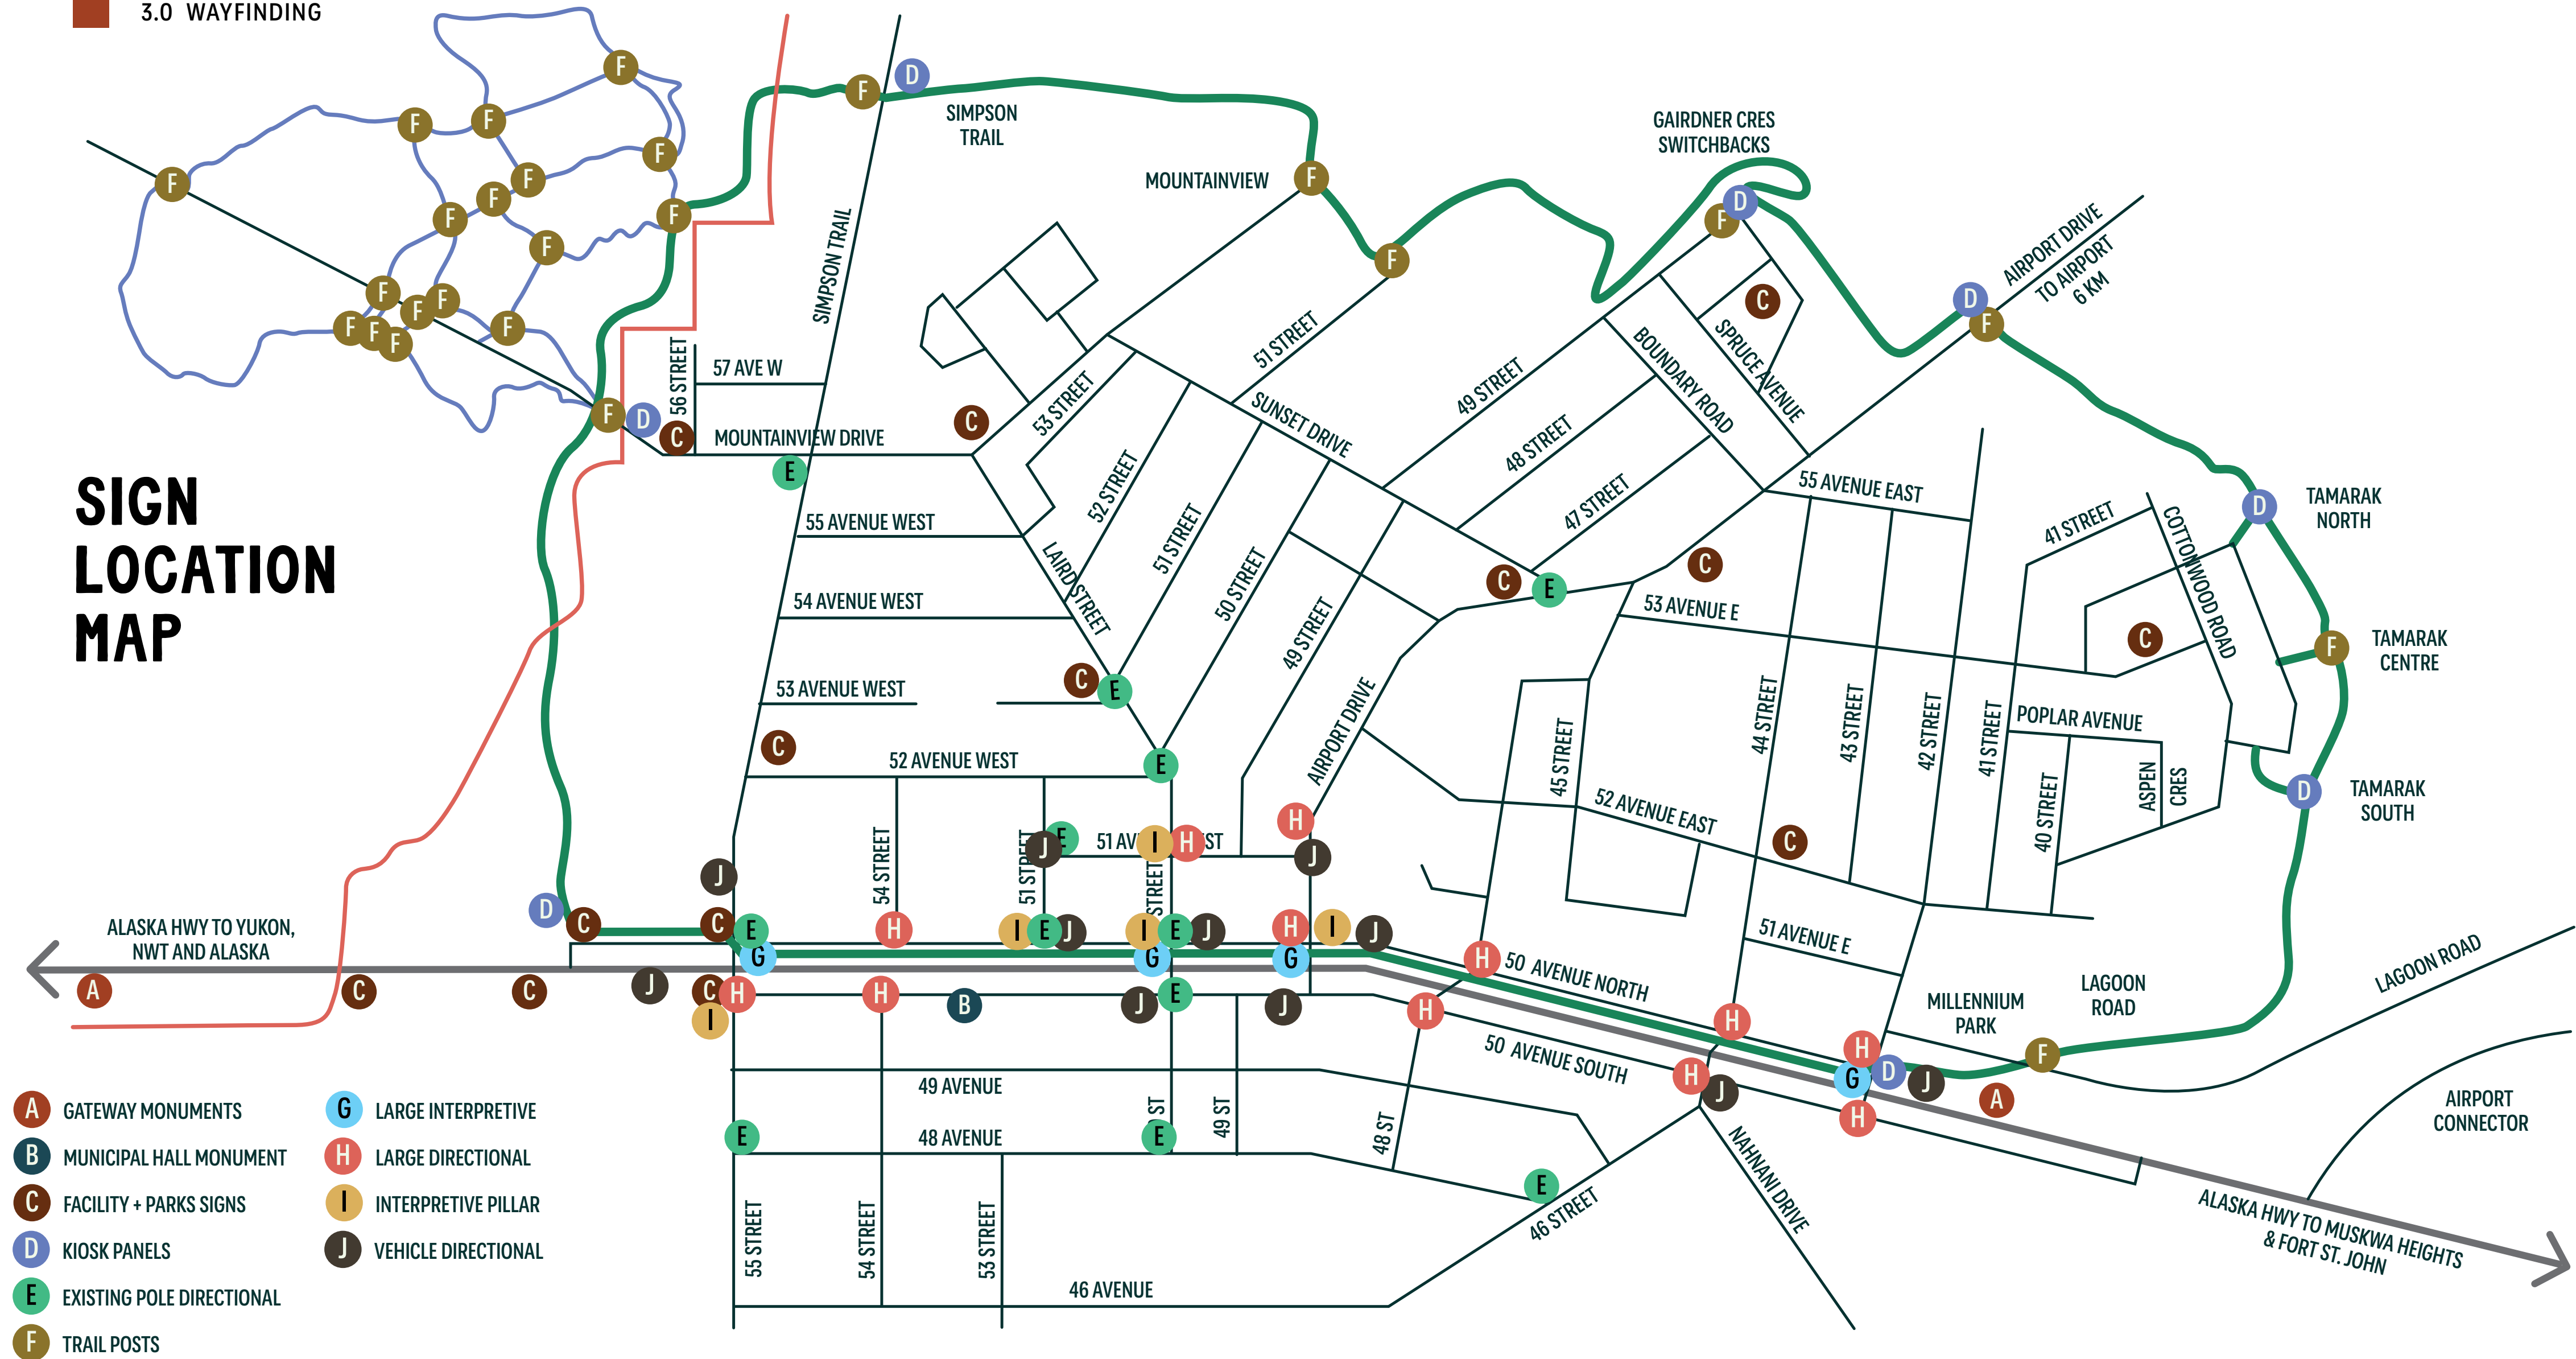 3.0 WAYFINDING
SIGN
LOCATION
MAP
SIMPSON
TRAIL
MOUNTAINVIEW
GAIRDNER CRES
SWITCHBACKS
AIRPORT DRIVE
TO AIRPORT
6 KM
SIMPSON TRAIL
56 STREET
57 AVE W
MOUNTAINVIEW DRIVE
53 STREET
51 STREET
SUNSET DRIVE
49 STREET
48 STREET
47 STREET
BOUNDARY ROAD
SPRUCE AVENUE
52 STREET
51 STREET
50 STREET
49 STREET
LAIRD STREET
55 AVENUE WEST
54 AVENUE WEST
53 AVENUE WEST
52 AVENUE WEST
AIRPORT DRIVE
55 AVENUE EAST
53 AVENUE E
41 STREET
COTTONWOOD ROAD
TAMARAK
NORTH
TAMARAK
CENTRE
TAMARAK
SOUTH
45 STREET
44 STREET
43 STREET
42 STREET
41 STREET
POPLAR AVENUE
40 STREET
ASPEN
CRES
52 AVENUE EAST
51 AVENUE E
54 STREET
51 STREET
51 AV
ST
STREET
ALASKA HWY TO YUKON,
NWT AND ALASKA
50 AVENUE NORTH
50 AVENUE SOUTH
MILLENNIUM
PARK
LAGOON
ROAD
LAGOON ROAD
AIRPORT
CONNECTOR
49 AVENUE
48 AVENUE
46 AVENUE
55 STREET
54 STREET
53 STREET
ST
49 ST
48 ST
46 STREET
NAHNANI DRIVE
ALASKA HWY TO MUSKWA HEIGHTS
& FORT ST. JOHN
A GATEWAY MONUMENTS
B MUNICIPAL HALL MONUMENT
C FACILITY + PARKS SIGNS
D KIOSK PANELS
E EXISTING POLE DIRECTIONAL
F TRAIL POSTS
G LARGE INTERPRETIVE
H LARGE DIRECTIONAL
I INTERPRETIVE PILLAR
J VEHICLE DIRECTIONAL